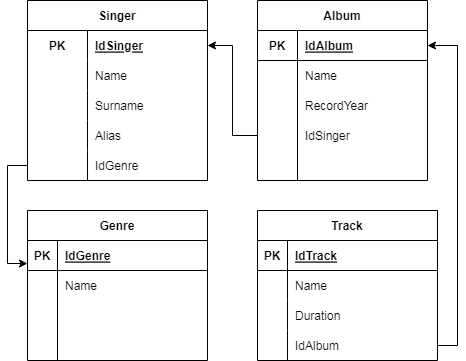 Singer
PK IdSinger
Name
Surname
Alias
IdGenre
Album
PK IdAlbum
Name
RecordYear
IdSinger
Genre
PK IdGenre
Name
Track
PK IdTrack
Name
Duration
IdAlbum